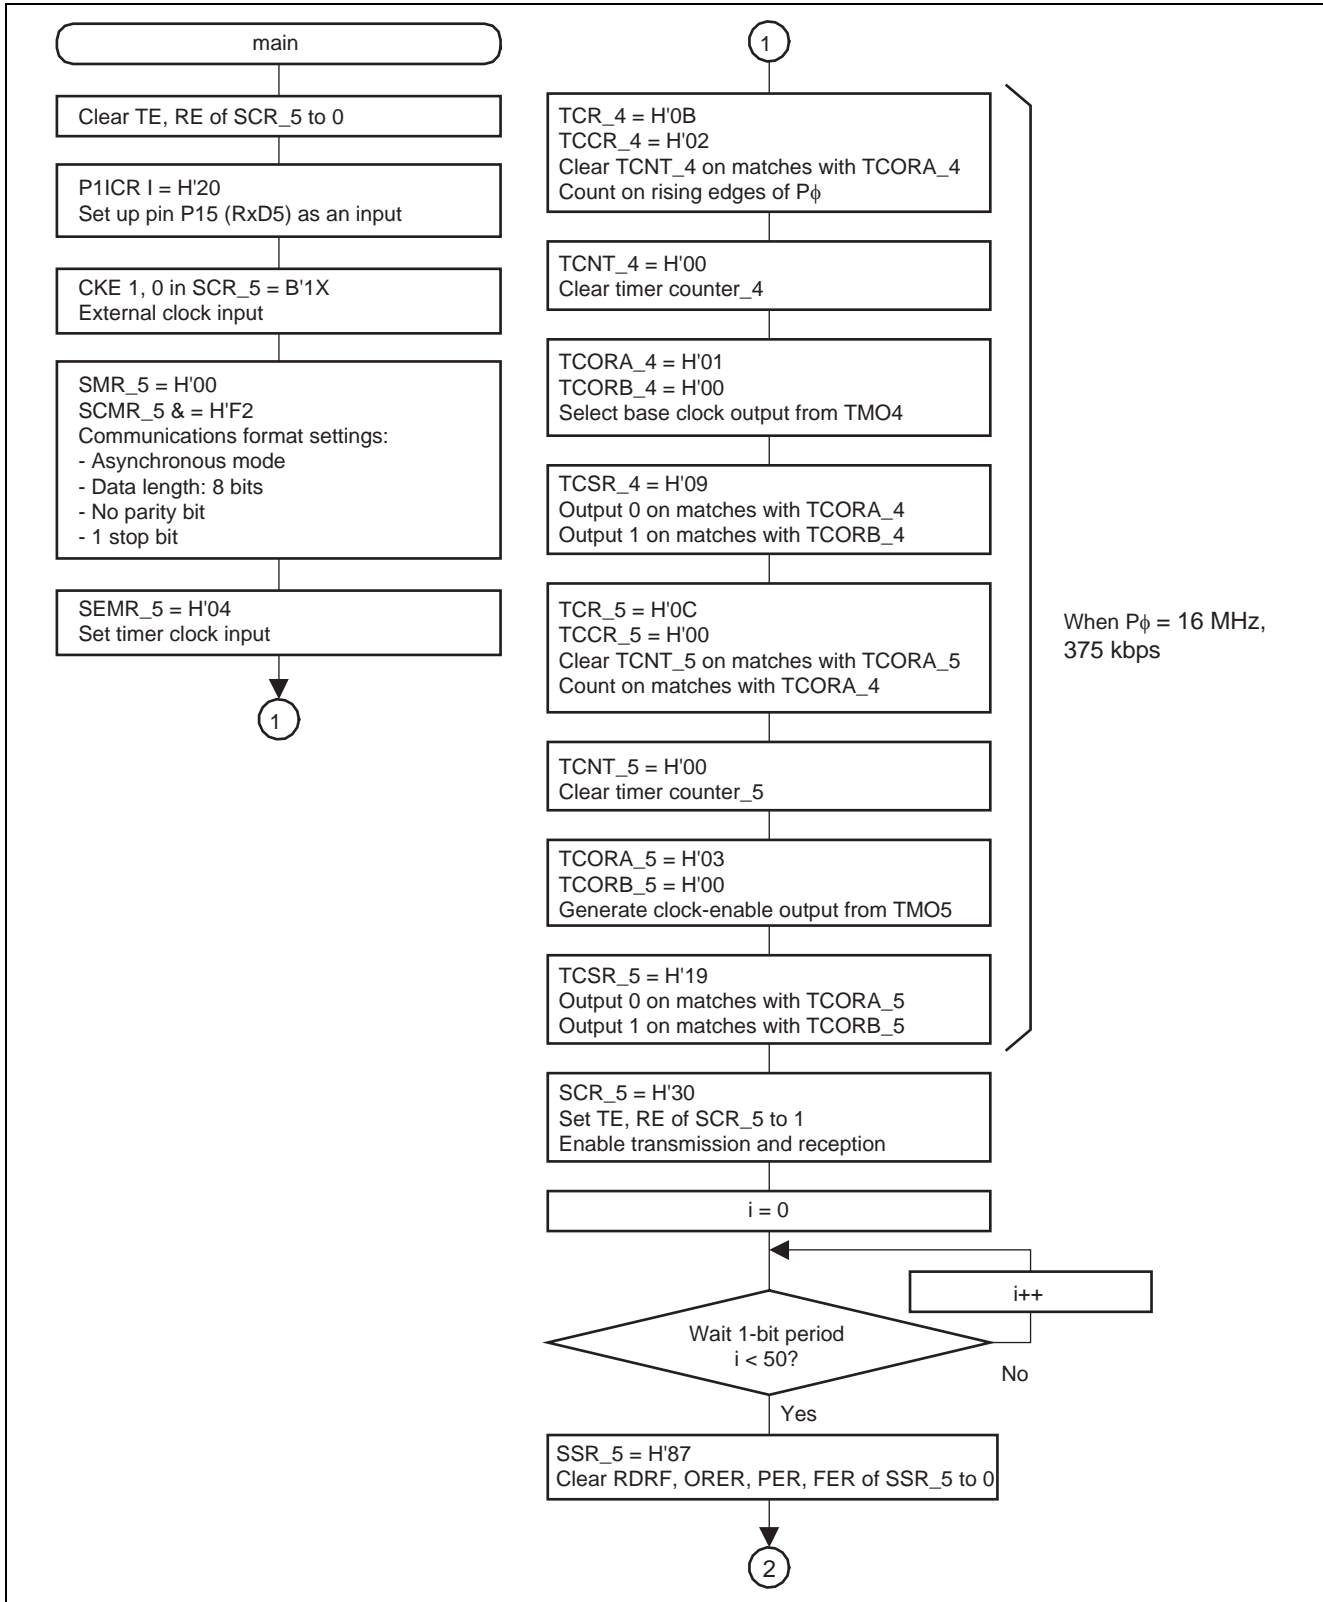 main
Clear TE, RE of SCR_5 to 0
P1ICR I = H'20
Set up pin P15 (RxD5) as an input
CKE 1, 0 in SCR_5 = B'1X
External clock input
SMR_5 = H'00
SCMR_5 & = H'F2
Communications format settings:
- Asynchronous mode
- Data length: 8 bits
- No parity bit
- 1 stop bit
SEMR_5 = H'04
Set timer clock input
1
1
TCR_4 = H'0B
TCCR_4 = H'02
Clear TCNT_4 on matches with TCORA_4
Count on rising edges of Pϕ
TCNT_4 = H'00
Clear timer counter_4
TCORA_4 = H'01
TCORB_4 = H'00
Select base clock output from TMO4
TCSR_4 = H'09
Output 0 on matches with TCORA_4
Output 1 on matches with TCORB_4
TCR_5 = H'0C
TCCR_5 = H'00
Clear TCNT_5 on matches with TCORA_5
Count on matches with TCORA_4
TCNT_5 = H'00
Clear timer counter_5
TCORA_5 = H'03
TCORB_5 = H'00
Generate clock-enable output from TMO5
TCSR_5 = H'19
Output 0 on matches with TCORA_5
Output 1 on matches with TCORB_5
When Pϕ = 16 MHz,
375 kbps
SCR_5 = H'30
Set TE, RE of SCR_5 to 1
Enable transmission and reception
i = 0
i++
Wait 1-bit period
i < 50?
No
Yes
SSR_5 = H'87
Clear RDRF, ORER, PER, FER of SSR_5 to 0
2